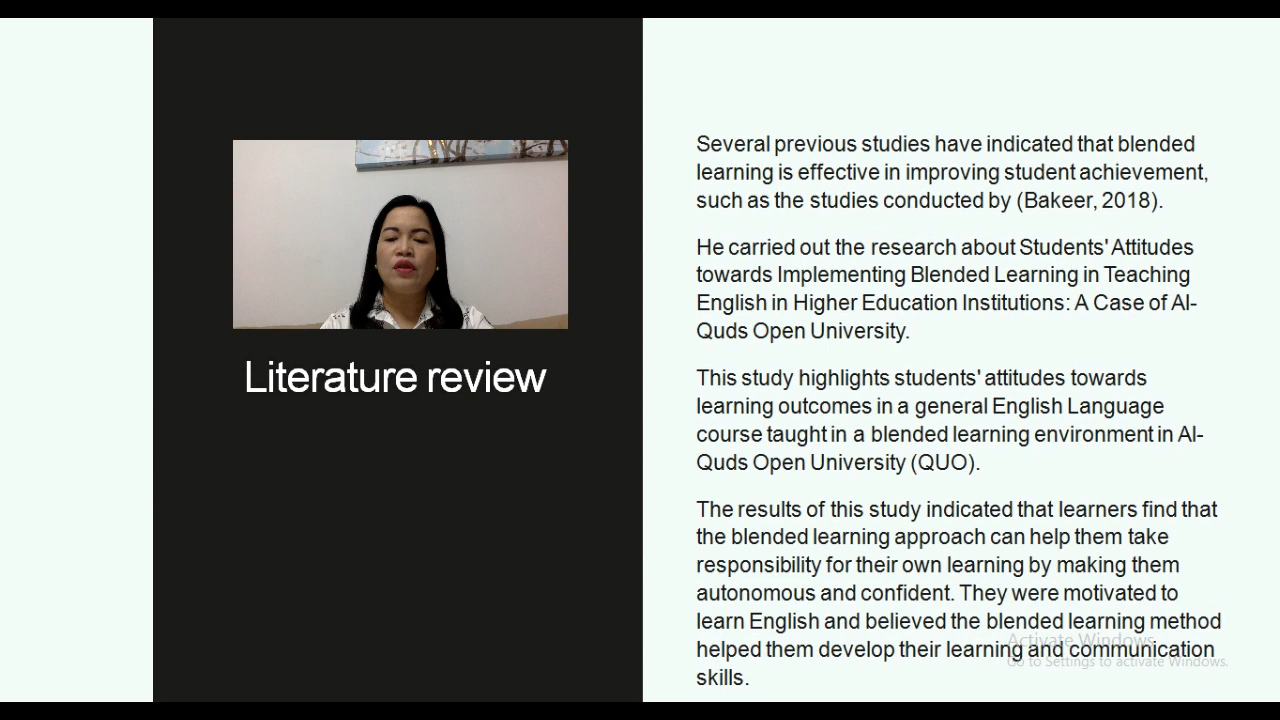 Literature review
Several previous studies have indicated that blended
learning is effective in improving student achievement,
such as the studies conducted by (Bakeer, 2018).
He carried out the research about Students' Attitudes
towards Implementing Blended Learning in Teaching
English in Higher Education Institutions: A Case of Al-
Quds Open University.
This study highlights students' attitudes towards
learning outcomes in a general English Language
course taught in a blended learning environment in Al-
Quds Open University (QUO).
The results of this study indicated that learners find that
the blended learning approach can help them take
responsibility for their own learning by making them
autonomous and confident. They were motivated to
learn English and believed the blended learning method
helped them develop their learning and communication
skills.
Activate Windows
Go to Settings to activate Windows.